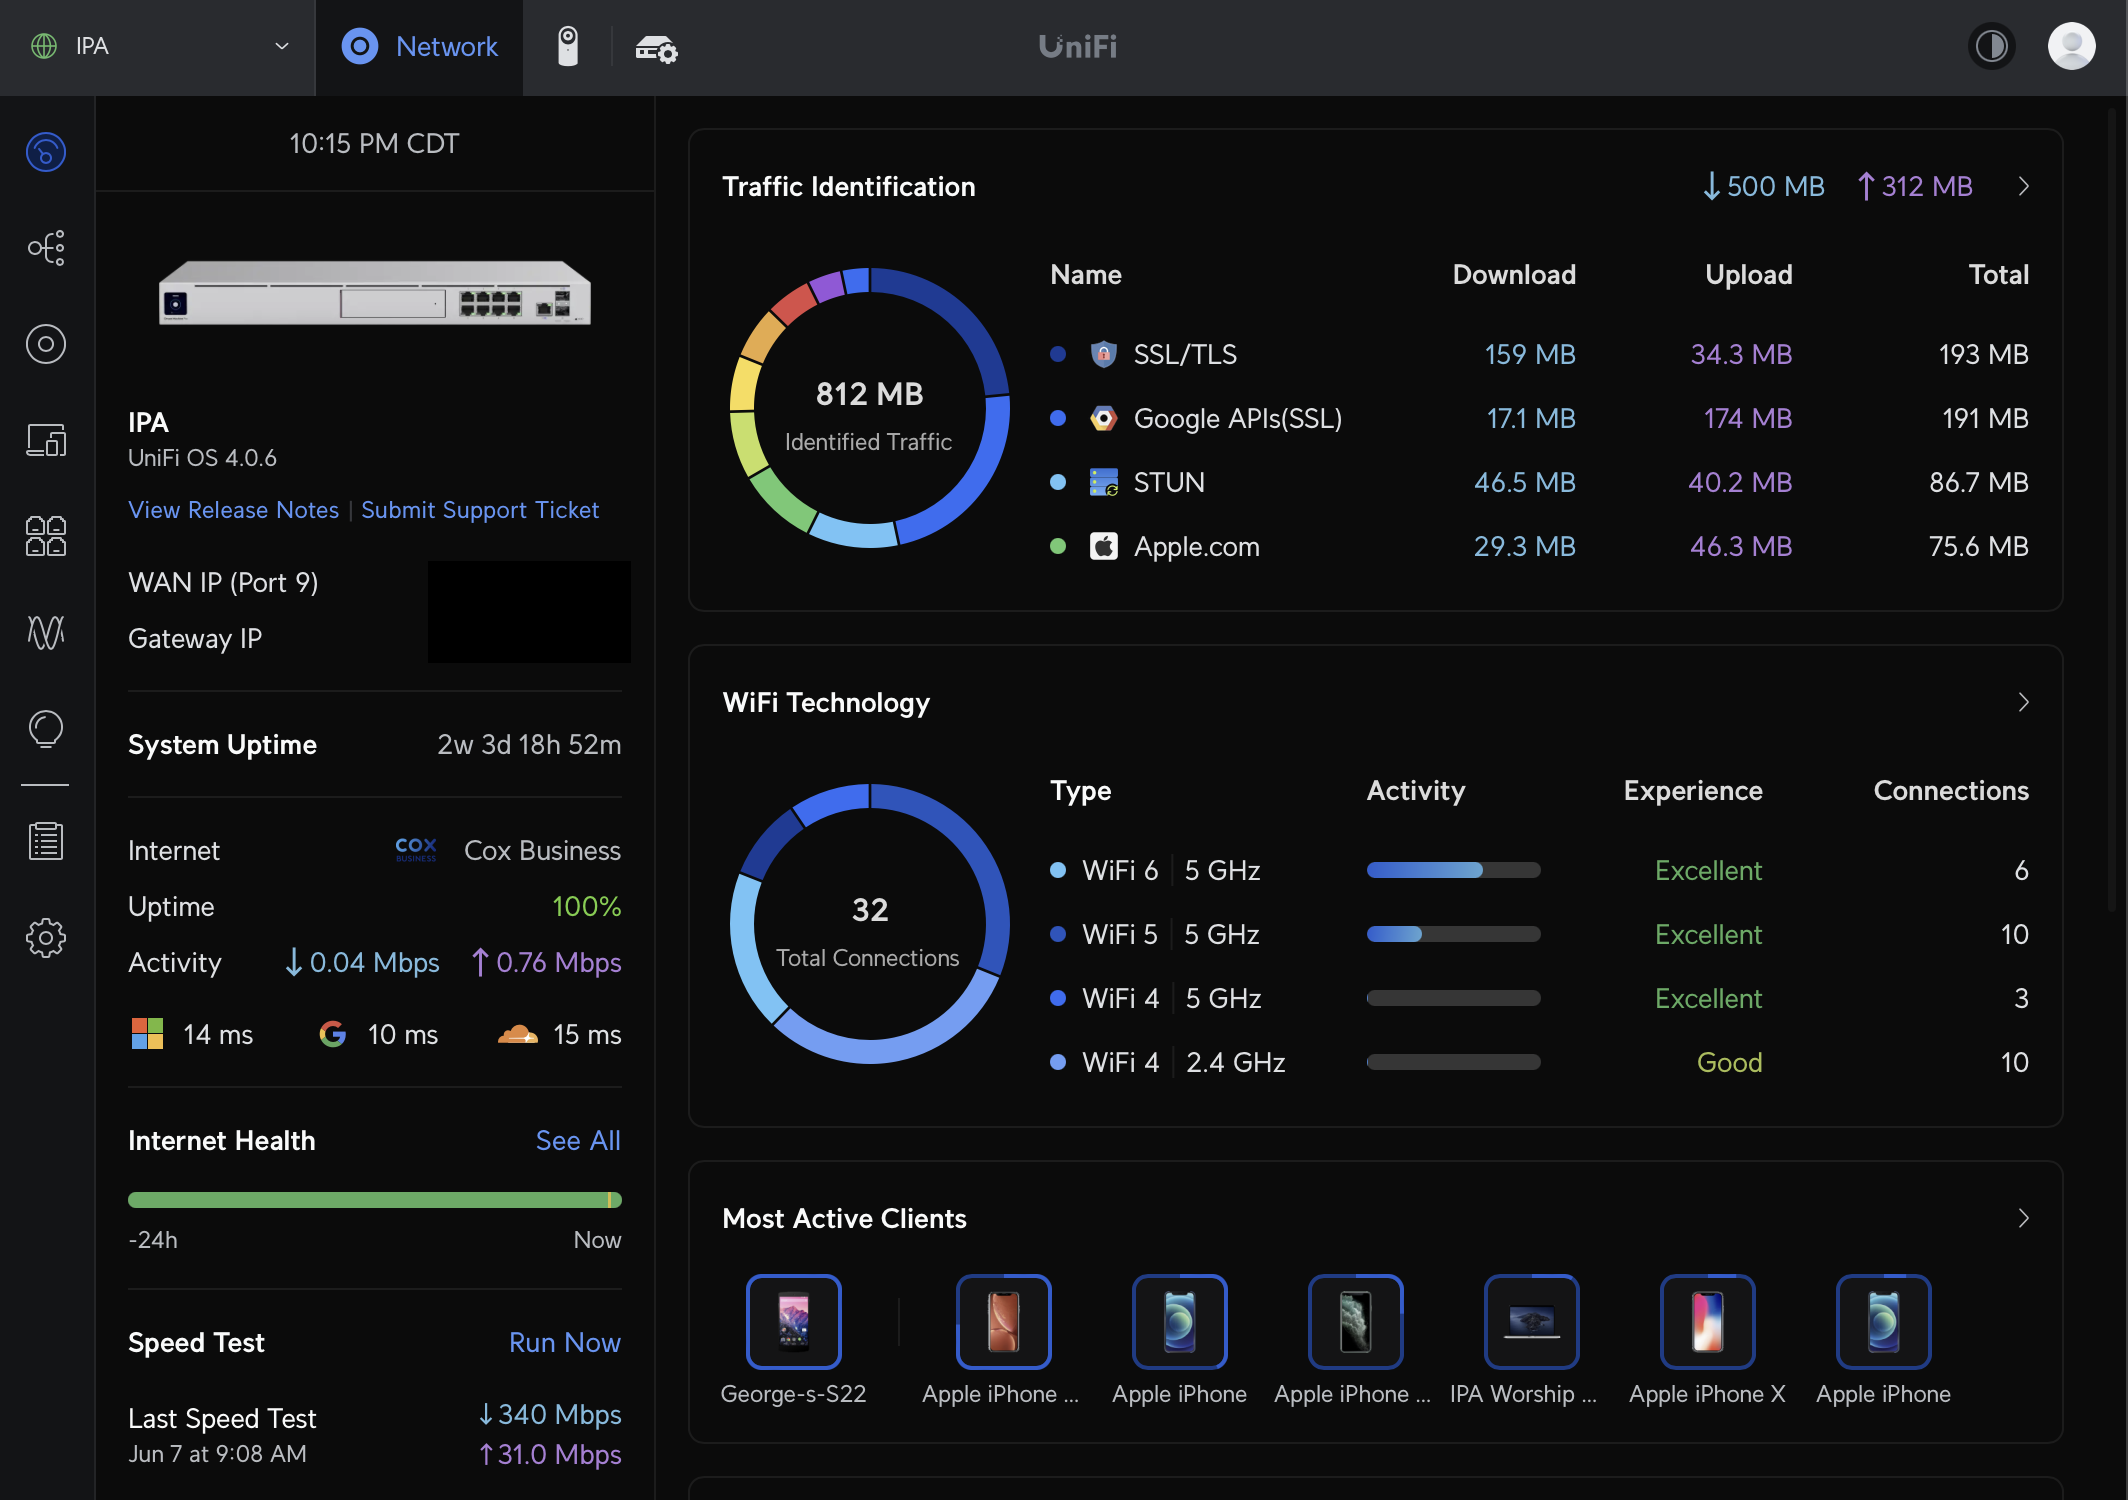 IPA
Network
UniFi
10:15 PM CDT
IPA
UniFi OS 4.0.6
View Release Notes | Submit Support Ticket
WAN IP (Port 9)
Gateway IP
System Uptime 2w 3d 18h 52m
Internet COX BUSINESS Cox Business
Uptime 100%
Activity ↓ 0.04 Mbps ↑ 0.76 Mbps
14 ms 10 ms 15 ms
Internet Health See All
-24h Now
Speed Test Run Now
Last Speed Test ↓ 340 Mbps
Jun 7 at 9:08 AM ↑ 31.0 Mbps
Traffic Identification ↓ 500 MB ↑ 312 MB
812 MB
Identified Traffic
Name Download Upload Total
SSL/TLS 159 MB 34.3 MB 193 MB
Google APIs(SSL) 17.1 MB 174 MB 191 MB
STUN 46.5 MB 40.2 MB 86.7 MB
Apple.com 29.3 MB 46.3 MB 75.6 MB
WiFi Technology
32
Total Connections
Type Activity Experience Connections
WiFi 6 | 5 GHz Excellent 6
WiFi 5 | 5 GHz Excellent 10
WiFi 4 | 5 GHz Excellent 3
WiFi 4 | 2.4 GHz Good 10
Most Active Clients
George-s-S22
Apple iPhone ...
Apple iPhone
Apple iPhone ...
IPA Worship ...
Apple iPhone X
Apple iPhone